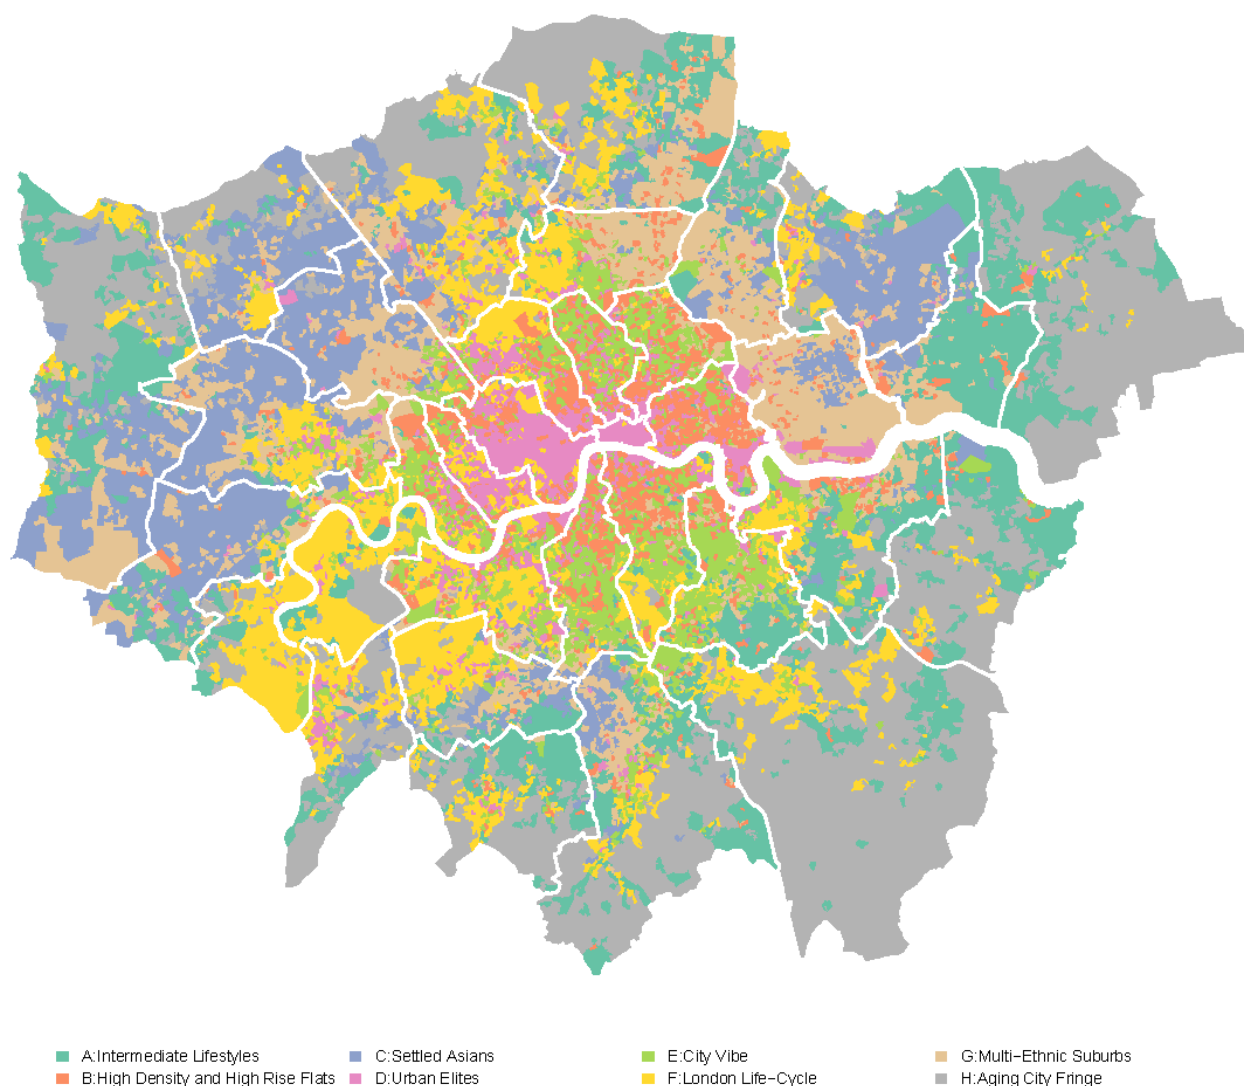 A:Intermediate Lifestyles C:Settled Asians E:City Vibe G:Multi-Ethnic Suburbs
B:High Density and High Rise Flats D:Urban Elites F:London Life-Cycle H:Aging City Fringe